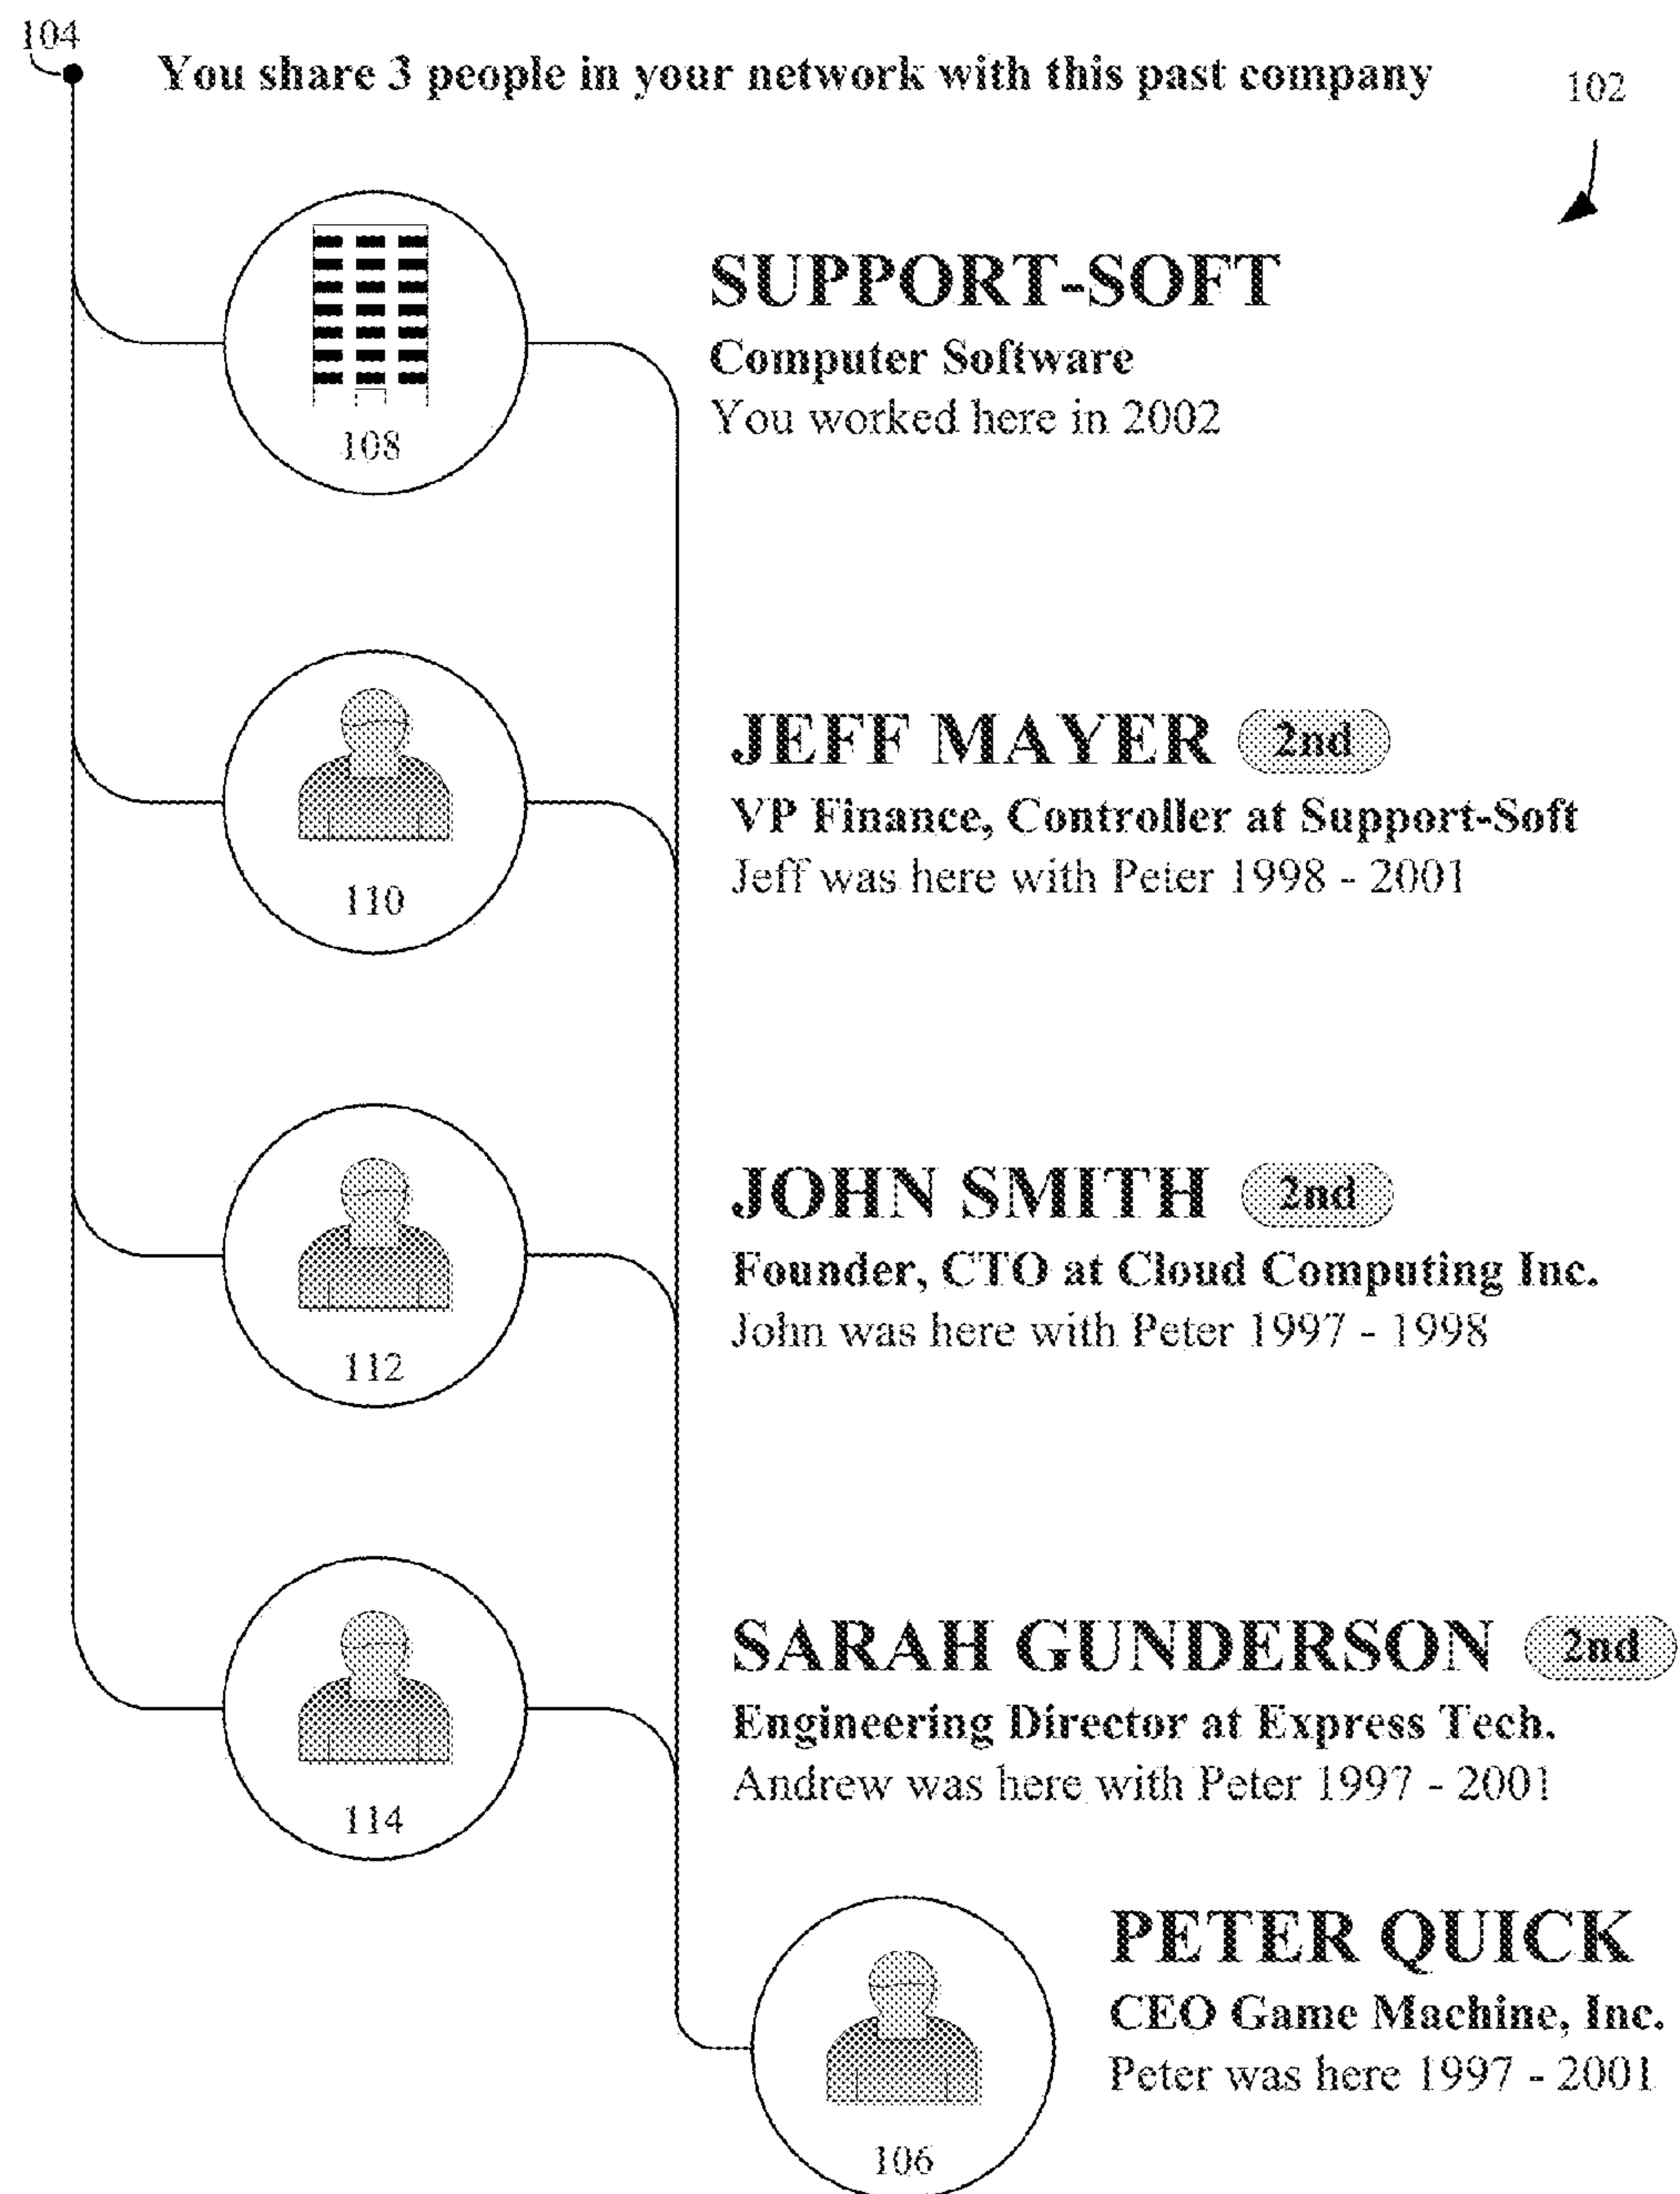 104
You share 3 people in your network with this past company
102
SUPPORT-SOFT
Computer Software
You worked here in 2002
108
JEFF MAYER 2nd
VP Finance, Controller at Support-Soft
Jeff was here with Peter 1998 - 2001
110
JOHN SMITH 2nd
Founder, CTO at Cloud Computing Inc.
John was here with Peter 1997 - 1998
112
SARAH GUNDERSON 2nd
Engineering Director at Express Tech.
Andrew was here with Peter 1997 - 2001
114
PETER QUICK
CEO Game Machine, Inc.
Peter was here 1997 - 2001
106